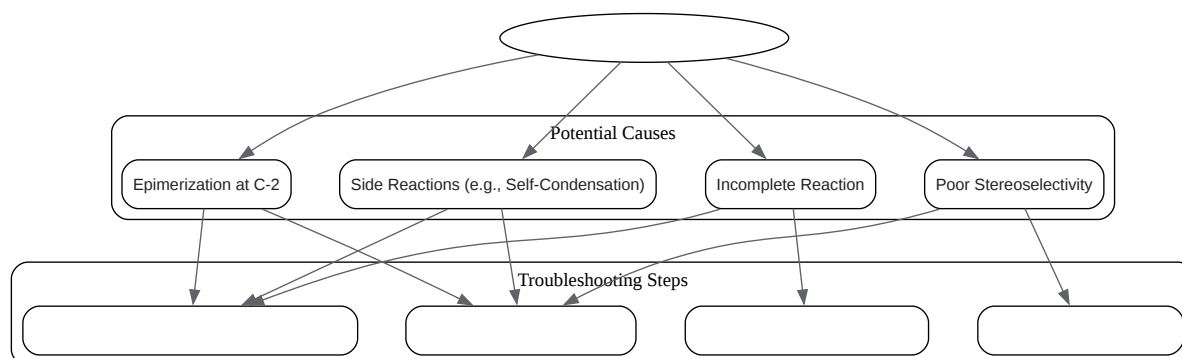 Potential Causes
Epimerization at C-2
Side Reactions (e.g., Self-Condensation)
Incomplete Reaction
Poor Stereoselectivity
Troubleshooting Steps